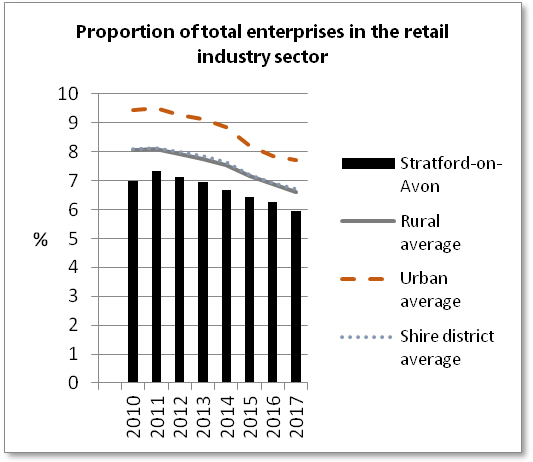 Proportion of total enterprises in the retail
industry sector
10
9
8
7
6
5
4
3
2
1
0
%
2010
2011
2012
2013
2014
2015
2016
2017
Stratford-on-
Avon
Rural
average
Urban
average
Shire district
average